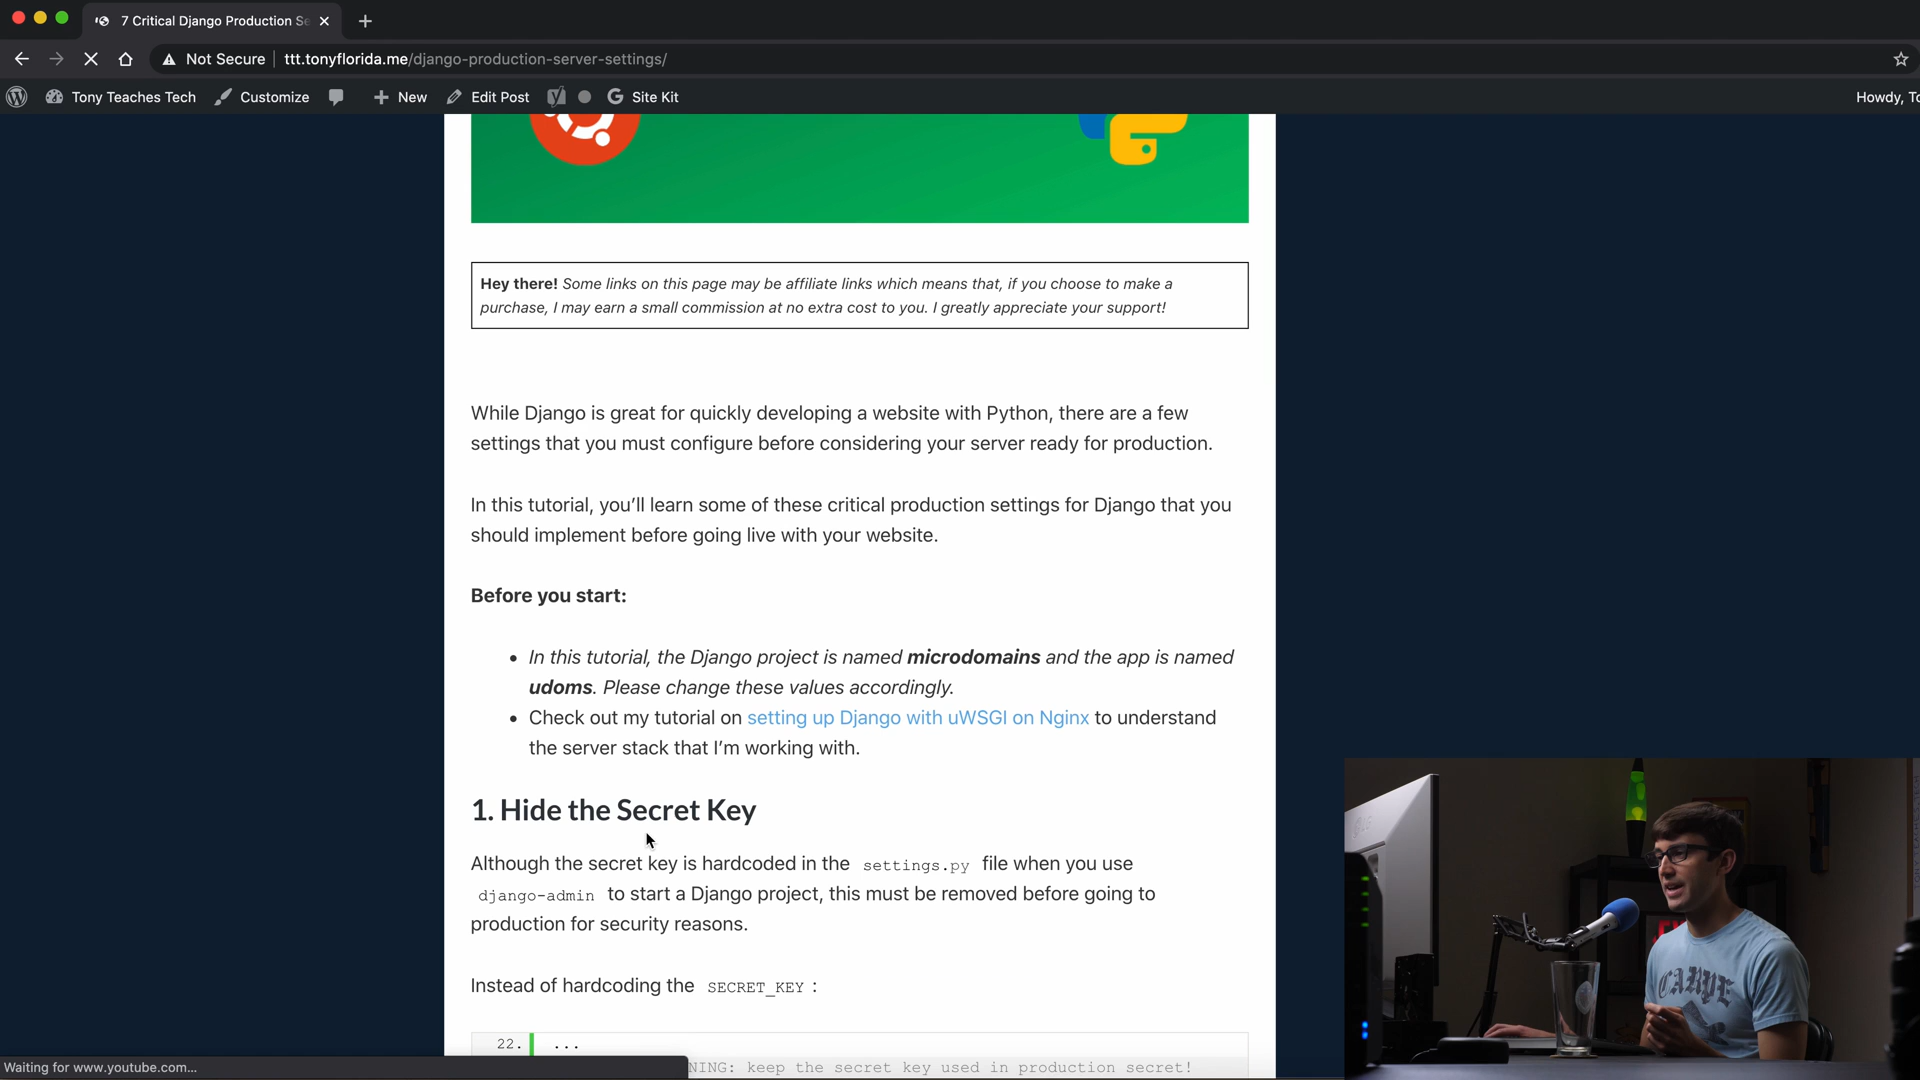 7 Critical Django Production Se
Not Secure
ttt.tonyflorida.me/django-production-server-settings/
Tony Teaches Tech
Customize
New
Edit Post
Site Kit
Howdy, To
Hey there! Some links on this page may be affiliate links which means that, if you choose to make a
purchase, I may earn a small commission at no extra cost to you. I greatly appreciate your support!
While Django is great for quickly developing a website with Python, there are a few
settings that you must configure before considering your server ready for production.
In this tutorial, you’ll learn some of these critical production settings for Django that you
should implement before going live with your website.
Before you start:
• In this tutorial, the Django project is named microdomains and the app is named
udoms. Please change these values accordingly.
• Check out my tutorial on setting up Django with uWSGI on Nginx to understand
the server stack that I’m working with.
1. Hide the Secret Key
Although the secret key is hardcoded in the settings.py file when you use
django-admin to start a Django project, this must be removed before going to
production for security reasons.
Instead of hardcoding the SECRET_KEY :
22. ...
NING: keep the secret key used in production secret!
Waiting for www.youtube.com...
CARPE